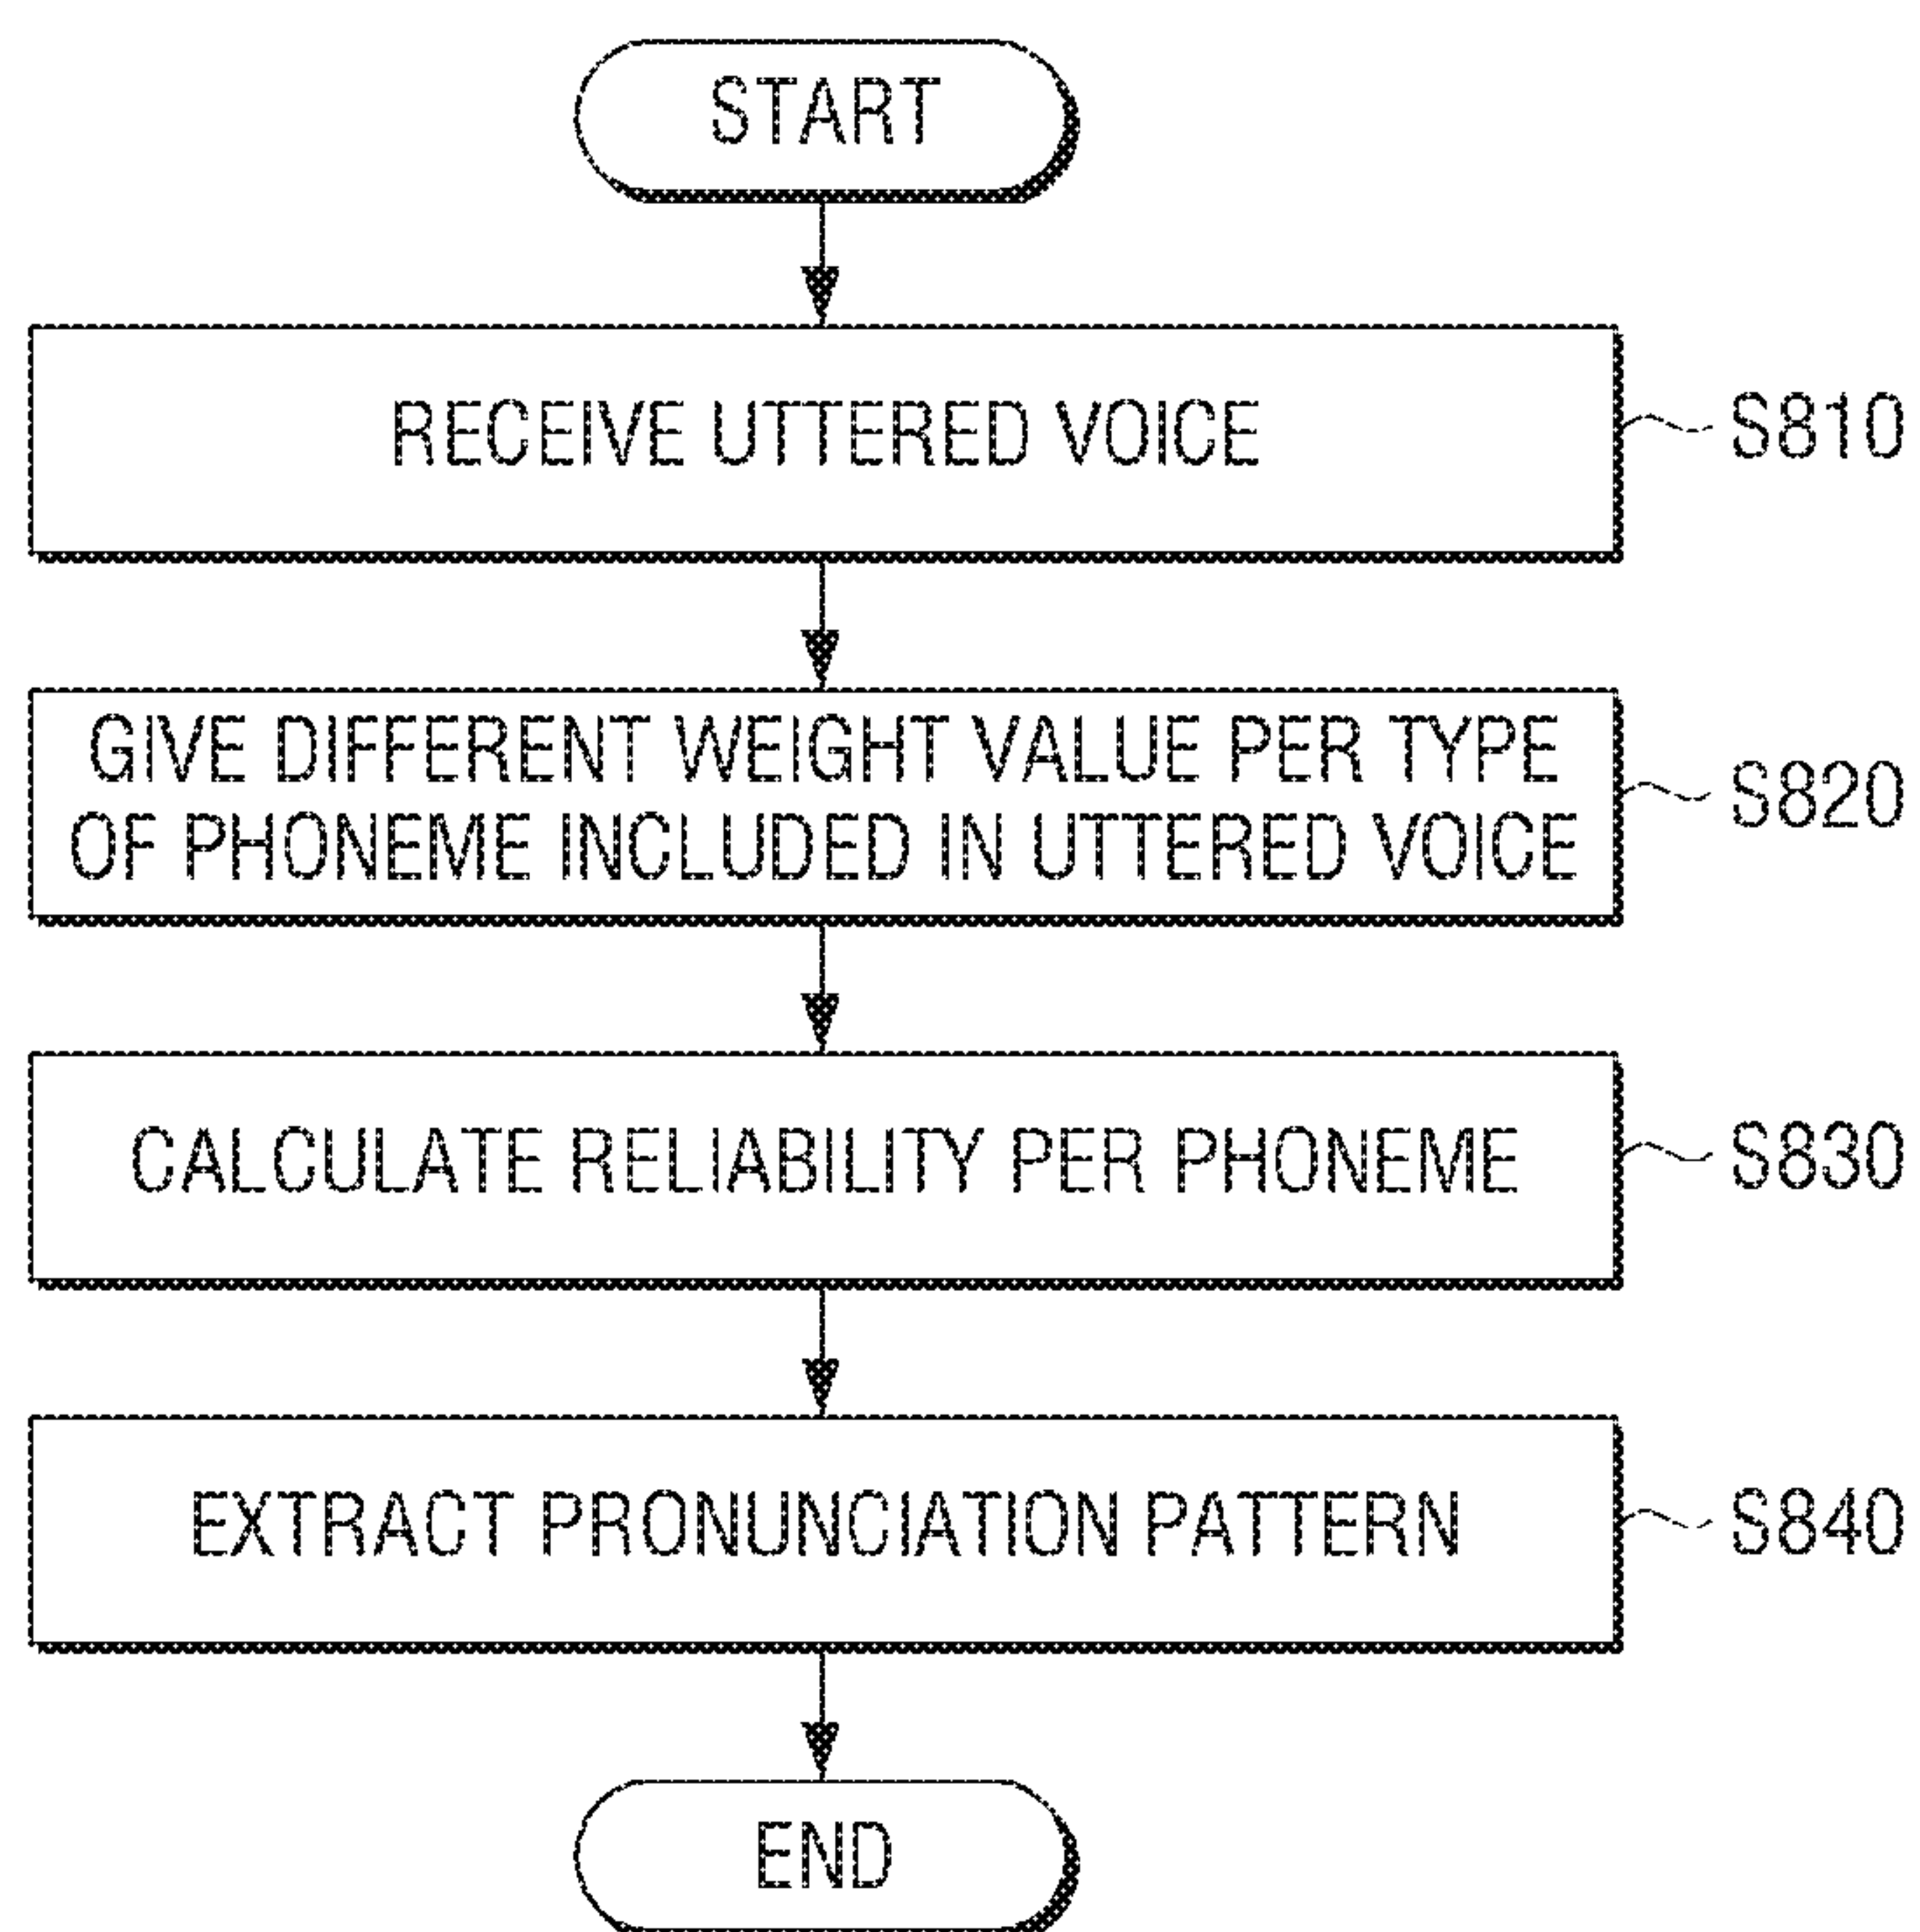 START
RECEIVE UTTERED VOICE
S810
GIVE DIFFERENT WEIGHT VALUE PER TYPE
OF PHONEME INCLUDED IN UTTERED VOICE
S820
CALCULATE RELIABILITY PER PHONEME
S830
EXTRACT PRONUNCIATION PATTERN
S840
END